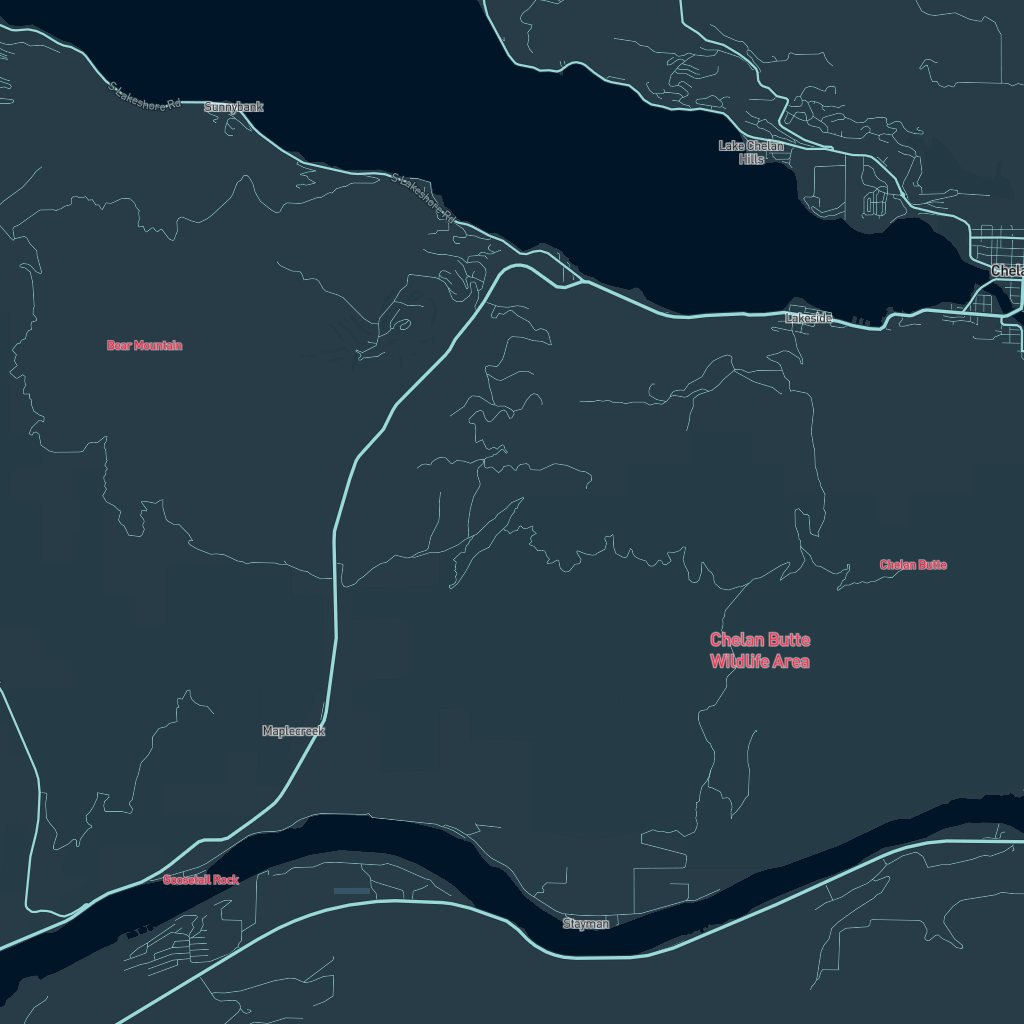 S Lakeshore Rd
Sunnybank
Lake Chelan
Hills
S Lakeshore Rd
Chela
Lakeside
Bear Mountain
Chelan Butte
Chelan Butte
Wildlife Area
Maplecreek
Goosetail Rock
Stayman